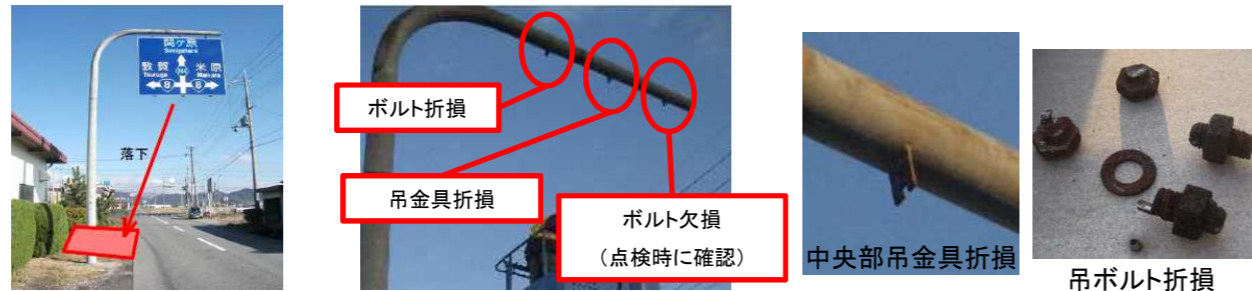 関ケ原
Sekigahara
敦賀
米原
Tsuruga
Maibara
8
8
落下
ボルト折損
吊金具折損
ボルト欠損
(点検時に確認)
中央部吊金具折損
吊ボルト折損